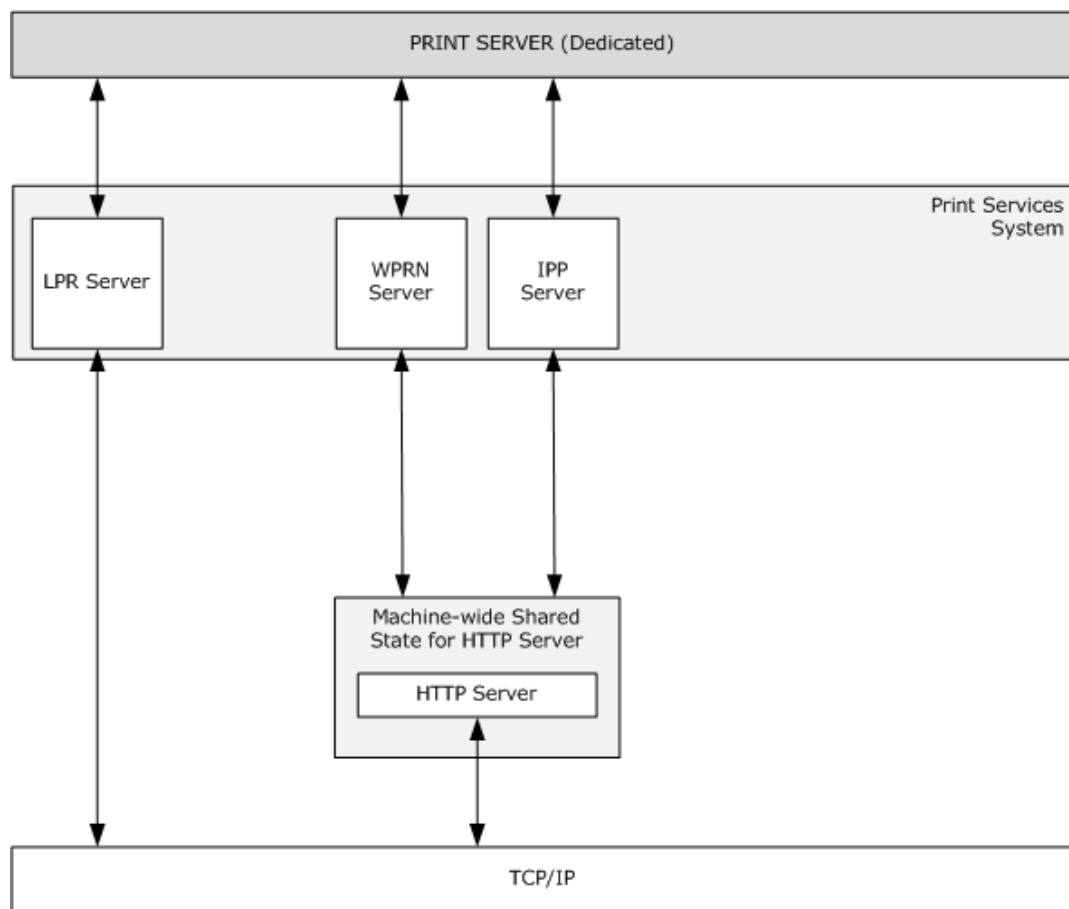 PRINT SERVER (Dedicated)
Print Services
System
LPR Server
WPRN
Server
IPP
Server
Machine-wide Shared
State for HTTP Server
HTTP Server
TCP/IP